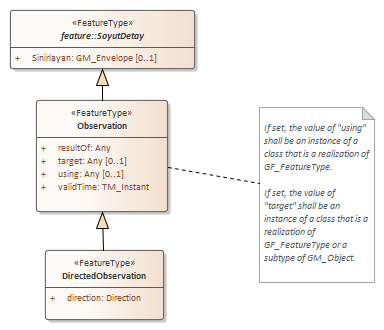 «FeatureType»
feature::SoyutDetay
+ Sinirlayan: GM_Envelope [0..1]
«FeatureType»
Observation
+ resultOf: Any
+ target: Any [0..1]
+ using: Any [0..1]
+ validTime: TM_Instant
«FeatureType»
DirectedObservation
+ direction: Direction
If set, the value of "using"
shall be an instance of a
class that is a realization of
GF_FeatureType.
If set, the value of
"target" shall be an
instance of a class that is a
realization of
GF_FeatureType or a
subtype of GM_Object.